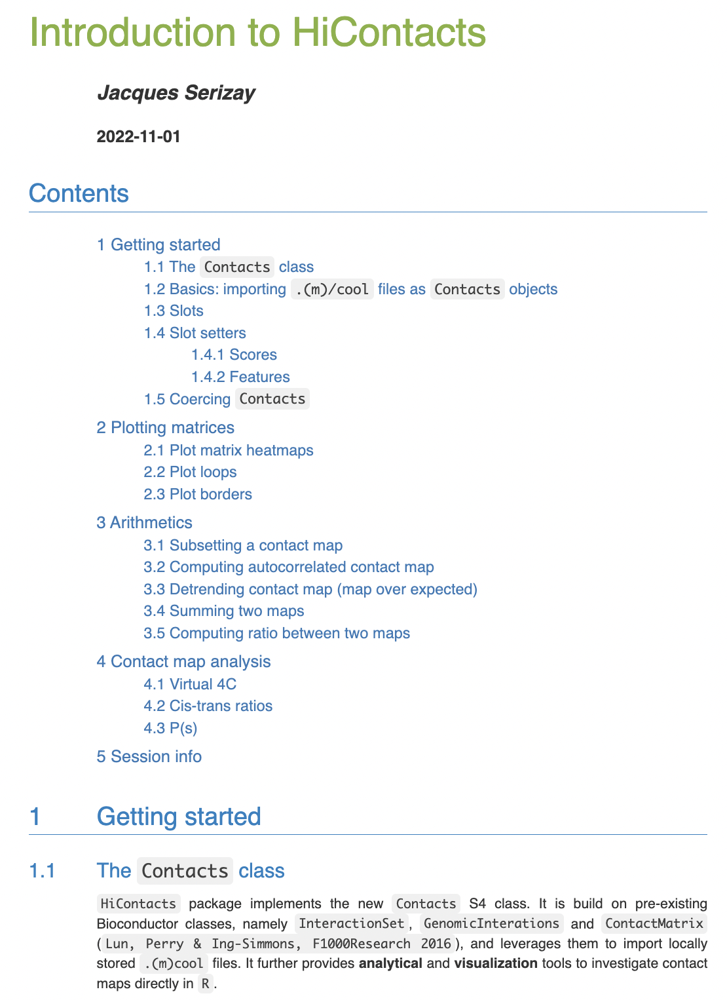 Introduction to HiContacts
Jacques Serizay
2022-11-01
Contents
1 Getting started
1.1 The Contacts class
1.2 Basics: importing .(m)/cool files as Contacts objects
1.3 Slots
1.4 Slot setters
1.4.1 Scores
1.4.2 Features
1.5 Coercing Contacts
2 Plotting matrices
2.1 Plot matrix heatmaps
2.2 Plot loops
2.3 Plot borders
3 Arithmetics
3.1 Subsetting a contact map
3.2 Computing autocorrelated contact map
3.3 Detrending contact map (map over expected)
3.4 Summing two maps
3.5 Computing ratio between two maps
4 Contact map analysis
4.1 Virtual 4C
4.2 Cis-trans ratios
4.3 P(s)
5 Session info
1 Getting started
1.1 The Contacts class
HiContacts package implements the new Contacts S4 class. It is build on pre-existing
Bioconductor classes, namely InteractionSet, GenomicInterations and ContactMatrix
(Lun, Perry & Ing-Simmons, F1000Research 2016), and leverages them to import locally
stored .(m)cool files. It further provides analytical and visualization tools to investigate contact
maps directly in R.